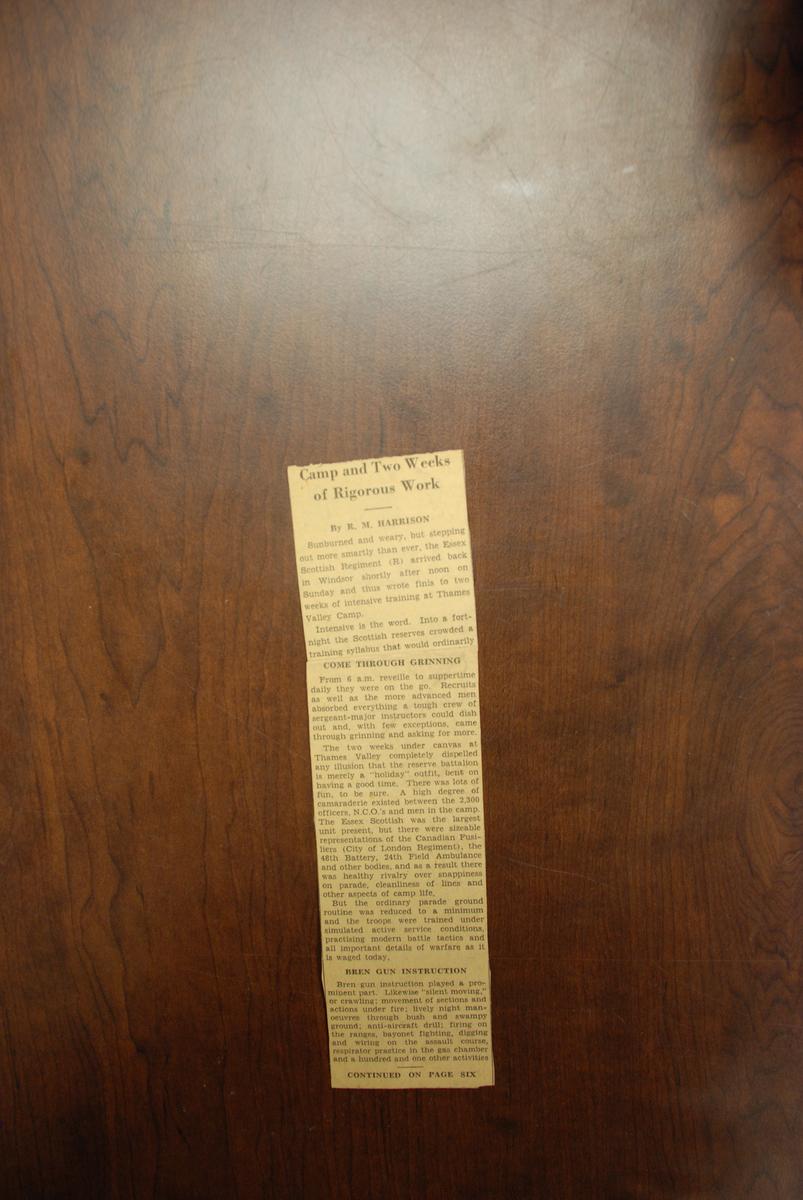 Camp and Two Weeks
of Rigorous Work
By R. M. HARRISON
Sunburned and weary, but stepping
out more smartly than ever, the Essex
Scottish Regiment (R) arrived back
in Windsor shortly after noon on
Sunday and thus wrote finis to two
weeks of intensive training at Thames
Valley Camp.
Intensive is the word. Into a fort-
night the Scottish reserves crowded a
training syllabus that would ordinarily
COME THROUGH GRINNING
From 6 a.m. reveille to suppertime
daily they were on the go. Recruits
as well as the more advanced men
absorbed everything a tough crew of
sergeant-major instructors could dish
out and, with few exceptions, came
through grinning and asking for more.
The two weeks under canvas at
Thames Valley completely dispelled
any illusion that the reserve battalion
is merely a "holiday" outfit, bent on
having a good time. There was lots of
fun, to be sure. A high degree of
camaraderie existed between the 2,300
officers, N.C.O.'s and men in the camp.
The Essex Scottish was the largest
unit present, but there were sizeable
representations of the Canadian Fusi-
liers (City of London Regiment), the
48th Battery, 24th Field Ambulance
and other bodies, and as a result there
was healthy rivalry over snappiness
on parade, cleanliness of lines and
other aspects of camp life.
But the ordinary parade ground
routine was reduced to a minimum
and the troops were trained under
simulated active service conditions,
practising modern battle tactics and
all important details of warfare as it
is waged today.
BREN GUN INSTRUCTION
Bren gun instruction played a pro-
minent part. Likewise "silent moving,"
or crawling; movement of sections and
actions under fire; lively night man-
oeuvres through bush and swampy
ground; anti-aircraft drill; firing on
the ranges, bayonet fighting, digging
and wiring on the assault course,
respirator practice in the gas chamber
and a hundred and one other activities
CONTINUED ON PAGE SIX